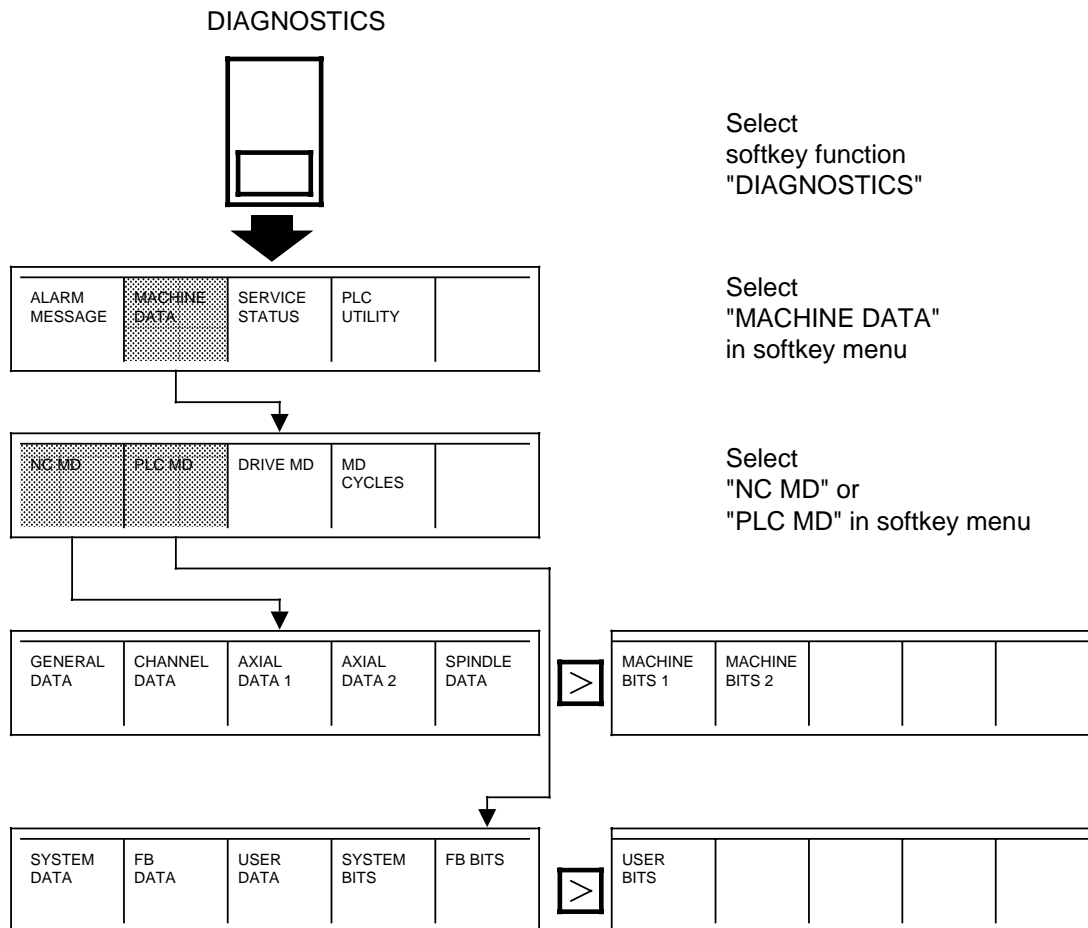 DIAGNOSTICS
Select
softkey function
"DIAGNOSTICS"
ALARM
MESSAGE
MACHINE
DATA
SERVICE
STATUS
PLC
UTILITY
Select
"MACHINE DATA"
in softkey menu
NC MD
PLC MD
DRIVE MD
MD
CYCLES
Select
"NC MD" or
"PLC MD" in softkey menu
GENERAL
DATA
CHANNEL
DATA
AXIAL
DATA 1
AXIAL
DATA 2
SPINDLE
DATA
>
MACHINE
BITS 1
MACHINE
BITS 2
SYSTEM
DATA
FB
DATA
USER
DATA
SYSTEM
BITS
FB BITS
>
USER
BITS